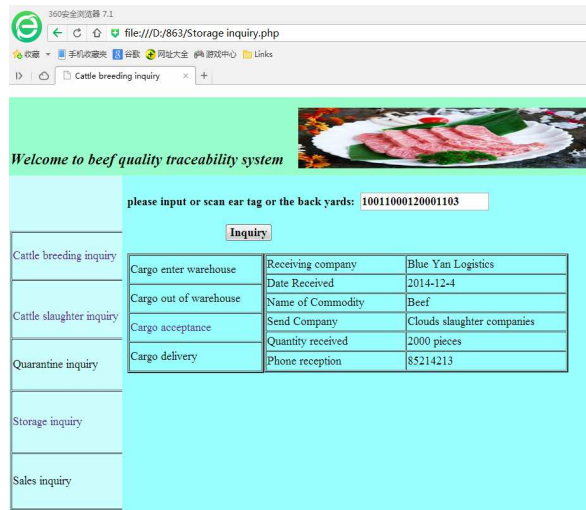 360安全浏览器 7.1
file:///D:/863/Storage inquiry.php
收藏 手机收藏夹 谷歌 网址大全 游戏中心 Links
Cattle breeding inquiry × +
Welcome to beef quality traceability system
please input or scan ear tag or the back yards: 10011000120001103
Inquiry
Cattle breeding inquiry
Cattle slaughter inquiry
Quarantine inquiry
Storage inquiry
Sales inquiry
Cargo enter warehouse
Cargo out of warehouse
Cargo acceptance
Cargo delivery
Receiving company Blue Yan Logistics
Date Received 2014-12-4
Name of Commodity Beef
Send Company Clouds slaughter companies
Quantity received 2000 pieces
Phone reception 85214213